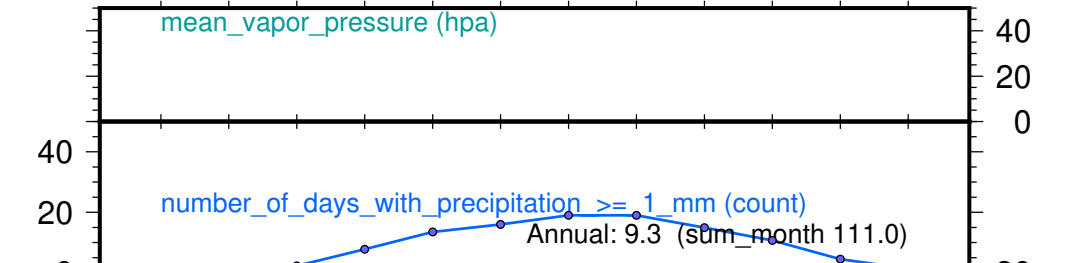 mean_vapor_pressure (hpa)
40
20
0
40
number_of_days_with_precipitation_>=_1_mm (count)
20
Annual: 9.3 (sum_month 111.0)